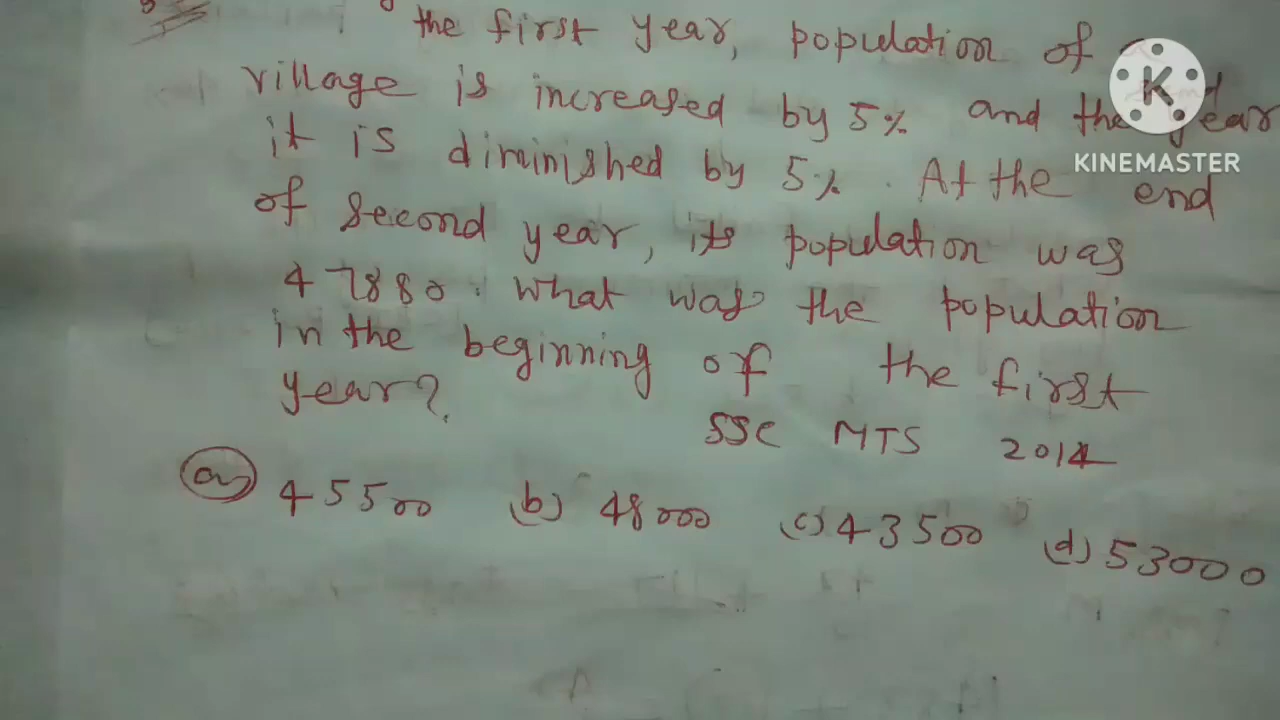 the first year, population of a
village is increased by 5% and the year
it is diminished by 5%. At the end
of second year, its population was
47880. What was the population
in the beginning of the first
year?
SSC MTS 2014
(a) 45500 (b) 48000 (c) 43500 (d) 53000
K
KINEMASTER